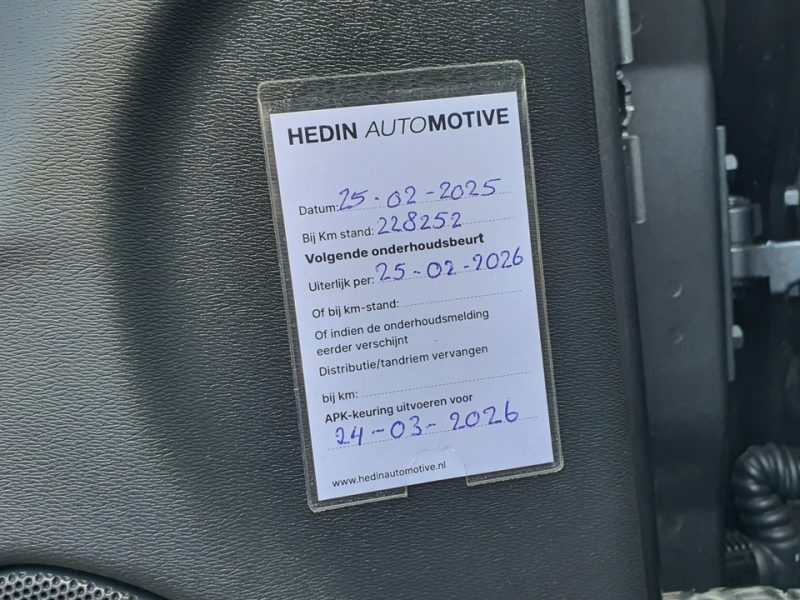 HEDIN AUTOMOTIVE
Datum: 25-02-2025
Bij Km stand: 228252
Volgende onderhoudsbeurt
Uiterlijk per: 25-02-2026
Of bij km-stand:
Of indien de onderhoudsmelding
eerder verschijnt
Distributie/tandriem vervangen
bij km:
APK-keuring uitvoeren voor
24-03-2026
www.hedinautomotive.nl